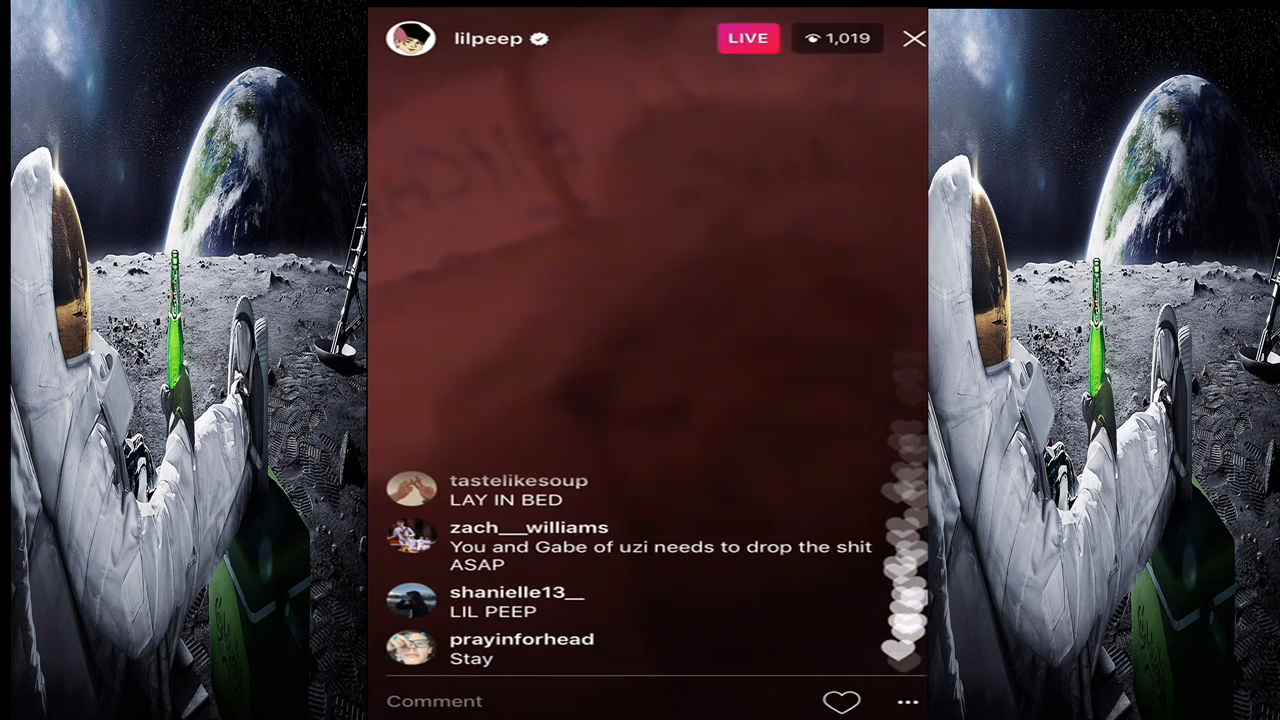 lilpeep
LIVE
1,019
tastelikesoup
LAY IN BED
zach___williams
You and Gabe of uzi needs to drop the shit
ASAP
shanielle13__
LIL PEEP
prayinforhead
Stay
Comment